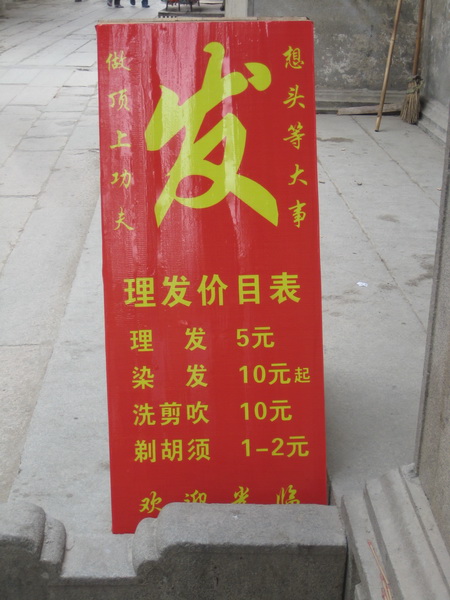 想头等大事
发
做顶上功夫
理发价目表
理发 5元
染发 10元起
洗剪吹 10元
剃胡须 1-2元
欢迎光临